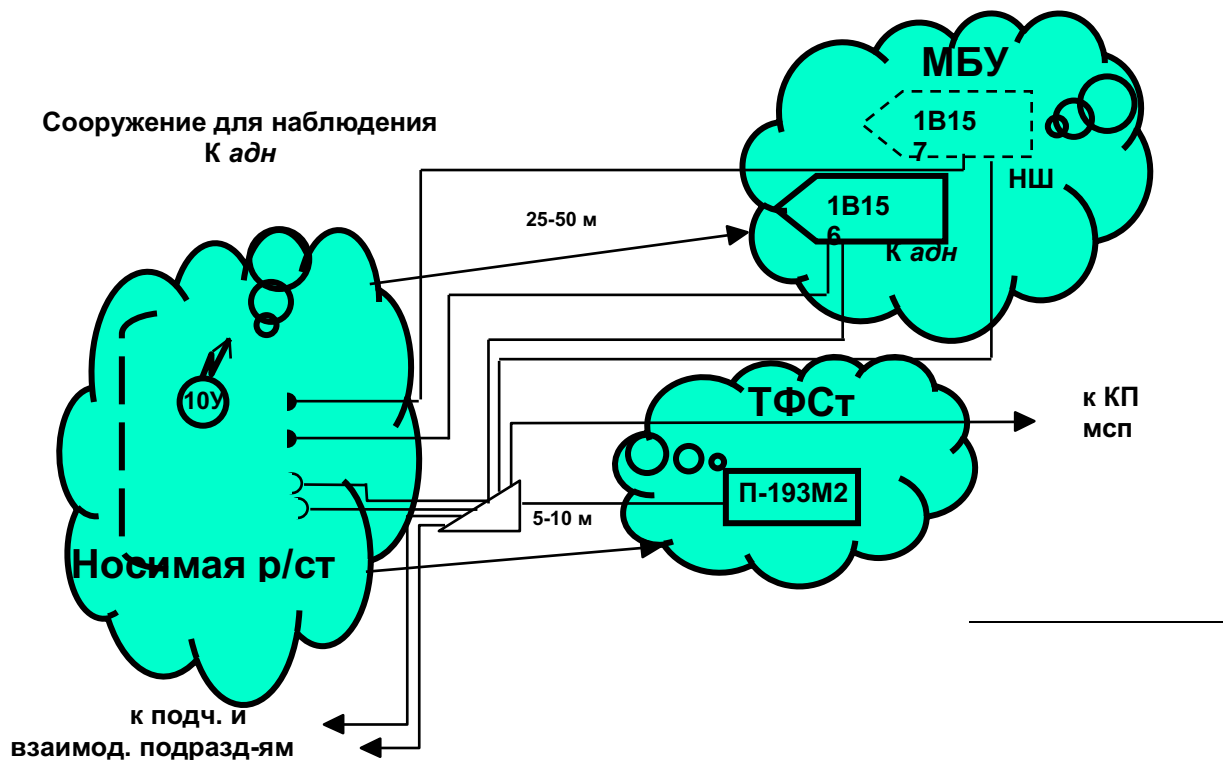 МБУ
Сооружение для наблюдения
К адн
1В15
7
НШ
1В15
6
К адн
25-50 м
10У
ТФСт
к КП
мсп
П-193М2
5-10 м
Носимая р/ст
к подч. и
взаимод. подразд-ям